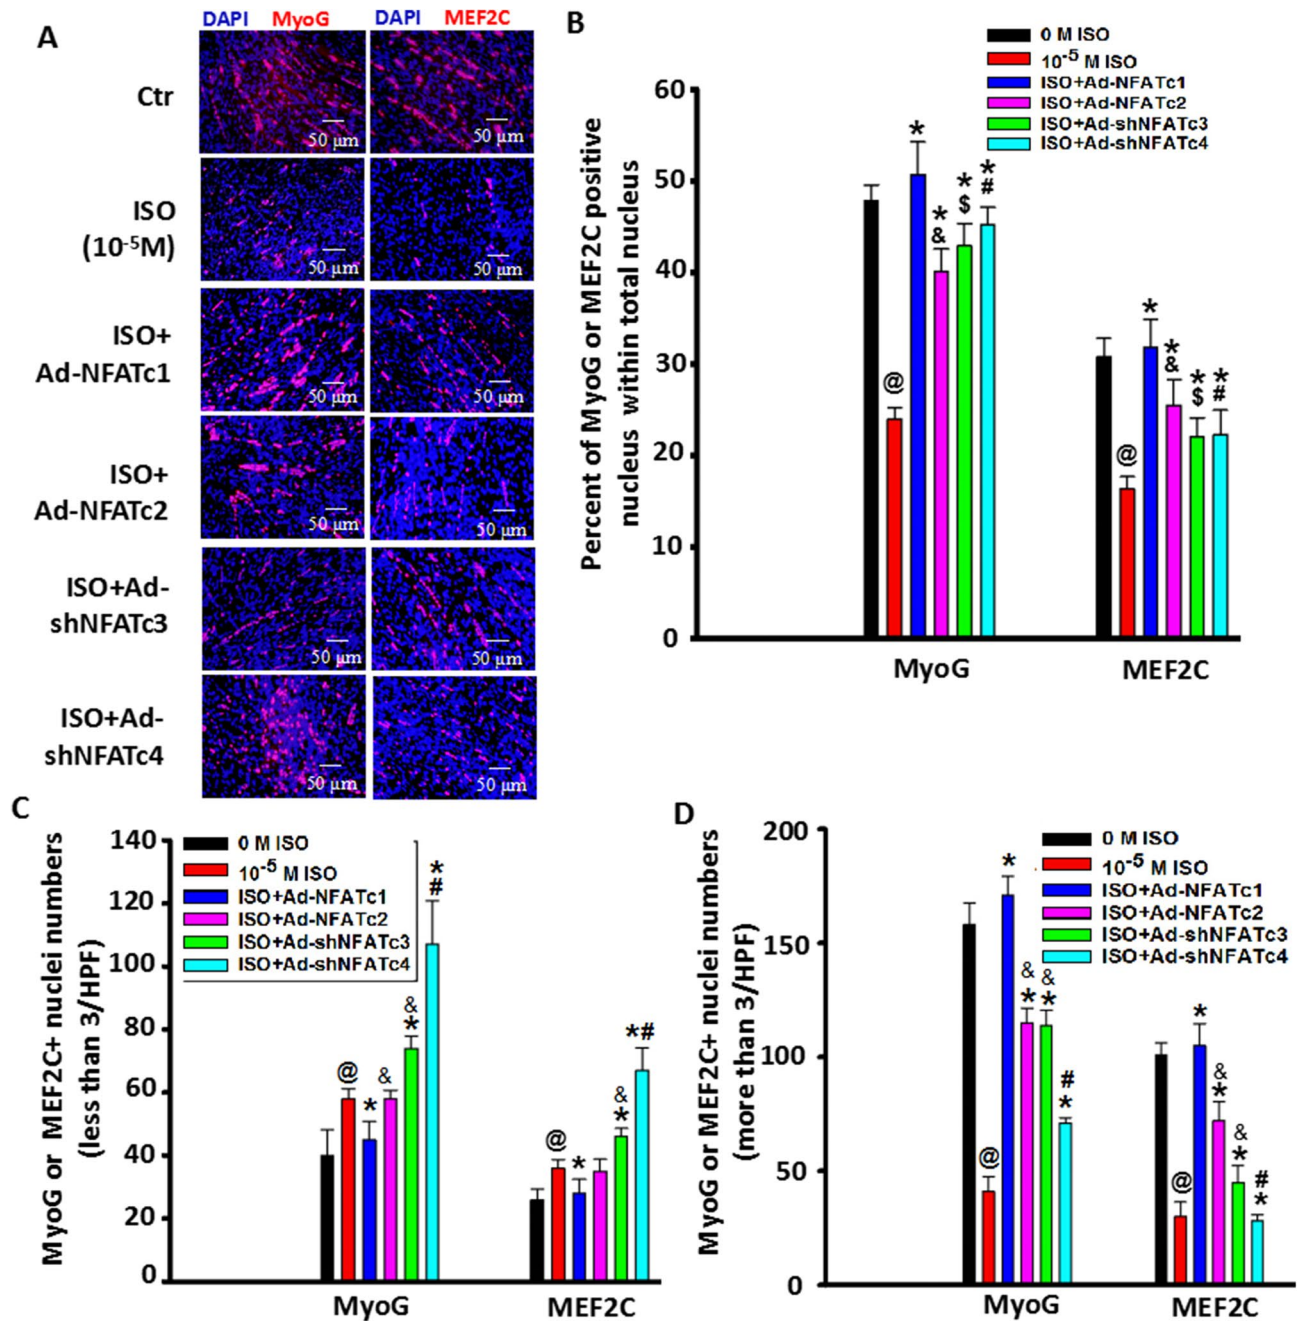 A
DAPI MyoG DAPI MEF2C
Ctr
50 µm 50 µm
ISO
(10⁻⁵M)
50 µm 50 µm
ISO+
Ad-NFATc1
50 µm 50 µm
ISO+
Ad-NFATc2
50 µm 50 µm
ISO+Ad-
shNFATc3
50 µm 50 µm
ISO+Ad-
shNFATc4
50 µm 50 µm
B
0 M ISO
10⁻⁵ M ISO
ISO+Ad-NFATc1
ISO+Ad-NFATc2
ISO+Ad-shNFATc3
ISO+Ad-shNFATc4
Percent of MyoG or MEF2C positive
nucleus within total nucleus
60
50
40
30
20
10
0
@ * * & * $ * #
@ * * & * $ * #
MyoG MEF2C
C
MyoG or MEF2C+ nuclei numbers
(less than 3/HPF)
140
120
100
80
60
40
20
0
0 M ISO
10⁻⁵ M ISO
ISO+Ad-NFATc1
ISO+Ad-NFATc2
ISO+Ad-shNFATc3
ISO+Ad-shNFATc4
@ * & & * * #
@ * & * *#
MyoG MEF2C
D
MyoG or MEF2C+ nuclei numbers
(more than 3/HPF)
200
150
100
50
0
0 M ISO
10⁻⁵ M ISO
ISO+Ad-NFATc1
ISO+Ad-NFATc2
ISO+Ad-shNFATc3
ISO+Ad-shNFATc4
@ * & * & * # *
@ * & * & * # *
MyoG MEF2C